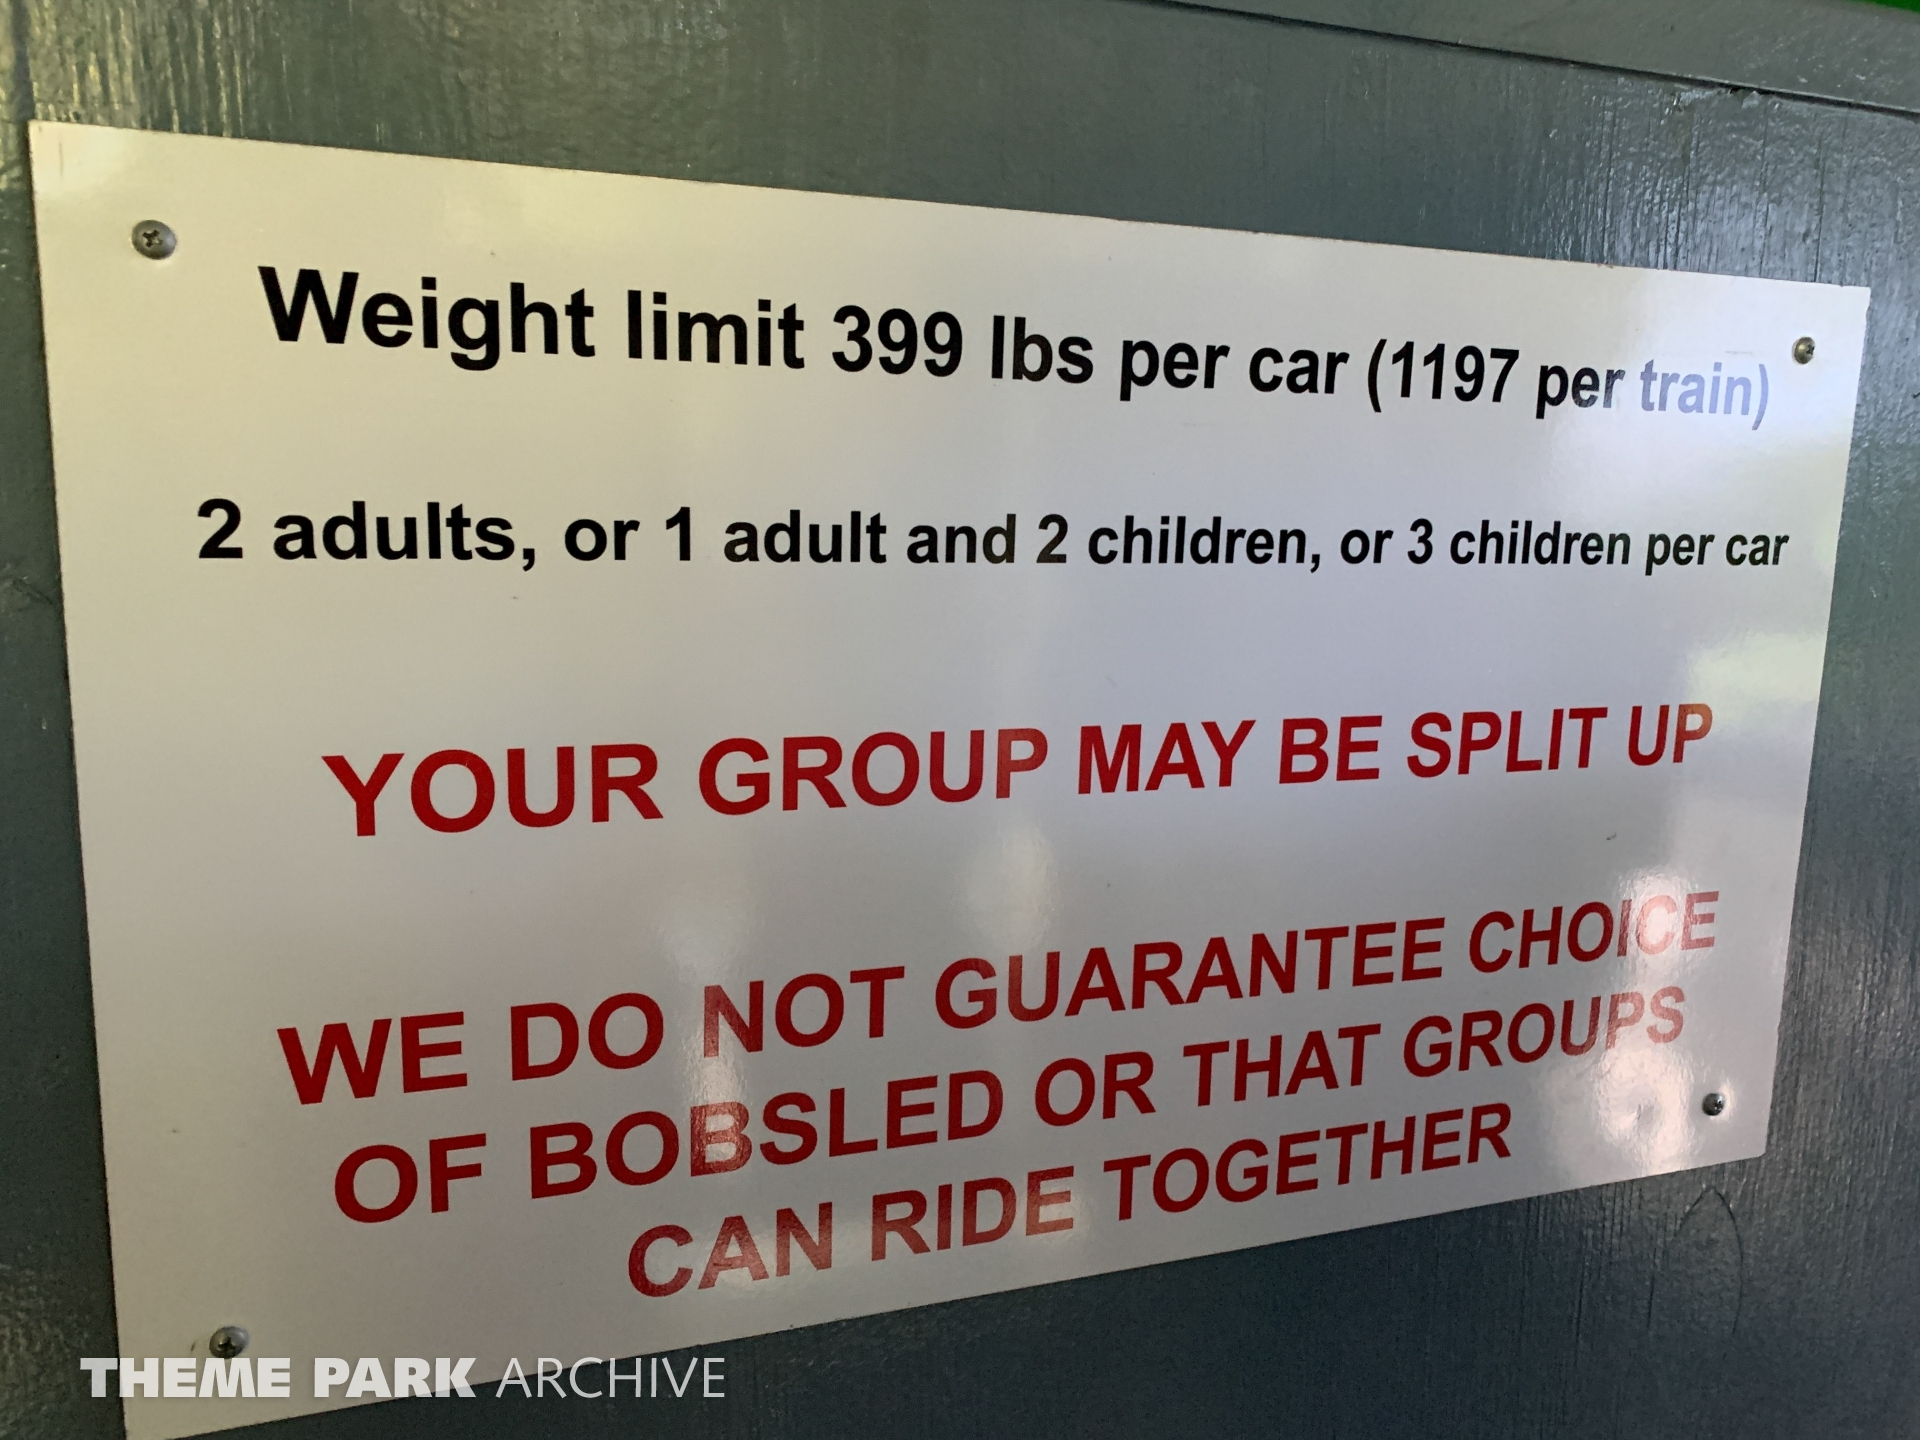 Weight limit 399 lbs per car (1197 per train)
2 adults, or 1 adult and 2 children, or 3 children per car
YOUR GROUP MAY BE SPLIT UP
WE DO NOT GUARANTEE CHOICE
OF BOBSLED OR THAT GROUPS
CAN RIDE TOGETHER
THEME PARK ARCHIVE